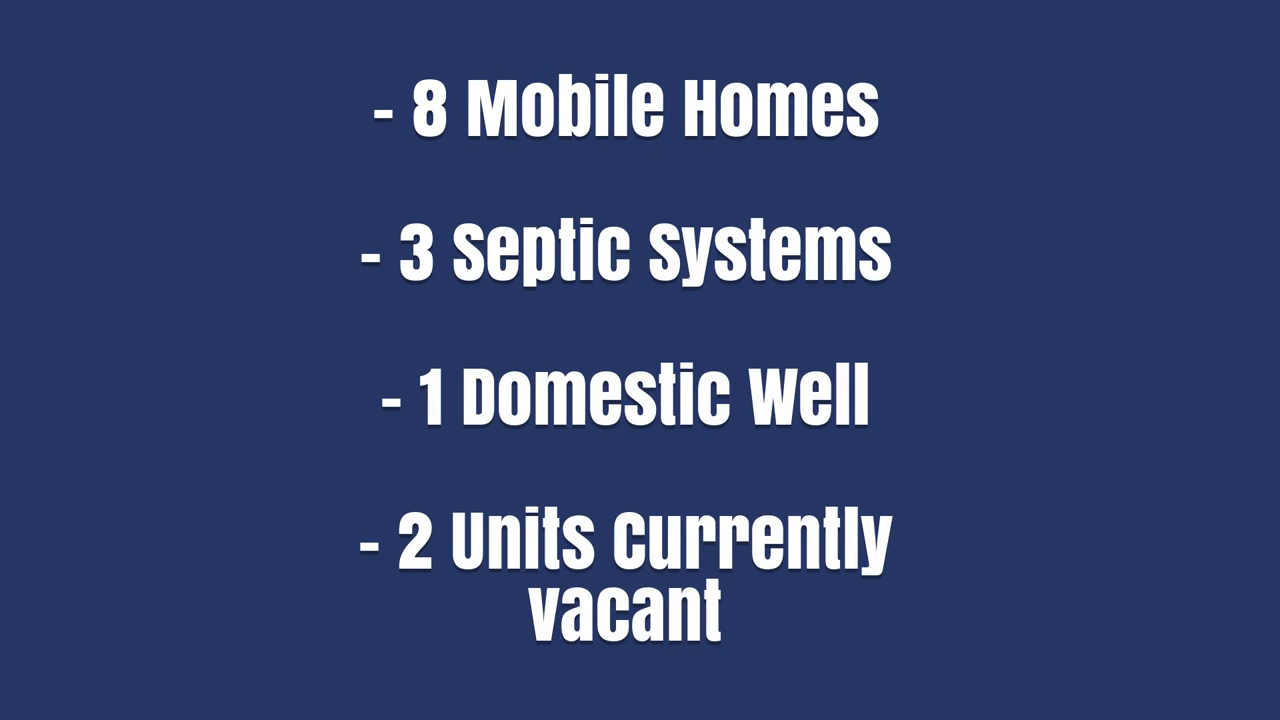 - 8 Mobile Homes
- 3 Septic Systems
- 1 Domestic Well
- 2 Units Currently
vacant